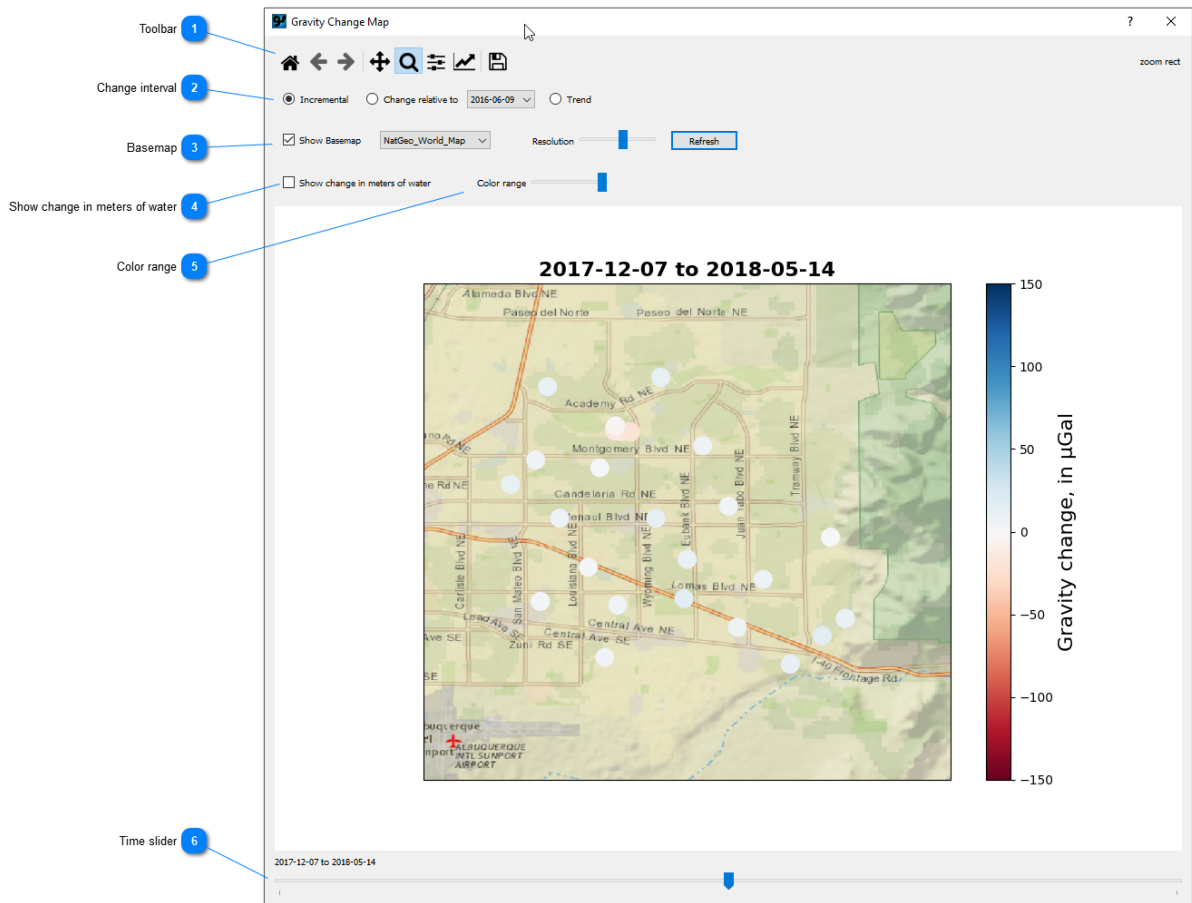 Gravity Change Map
?
Toolbar 1
zoom rect
Change interval 2
Incremental Change relative to 2016-06-09 Trend
Basemap 3
Show Basemap NatGeo_World_Map Resolution Refresh
Show change in meters of water 4
Show change in meters of water Color range
Color range 5
2017-12-07 to 2018-05-14
Alameda Blvd NE
Paseo del Norte Paseo del Norte NE
Academy Rd NE
Montgomery Blvd NE
Rd NE
Candelaria Rd NE
Blvd NE
Carlisle Blvd NE
San Mateo Blvd NE
Louisiana Blvd NE
Wyoming Blvd NE
Eubank Blvd NE
Juan Tabo Blvd NE
Tramway Blvd NE
Lomas Blvd NE
Lead Ave SE
Central Ave NE
Central Ave SE
Ave SE
Zuni Rd SE
SE
I-40 Frontage Rd
ALBUQUERQUE
INTL SUNPORT
AIRPORT
150
100
50
0
−50
−100
−150
Gravity change, in µGal
Time slider 6
2017-12-07 to 2018-05-14